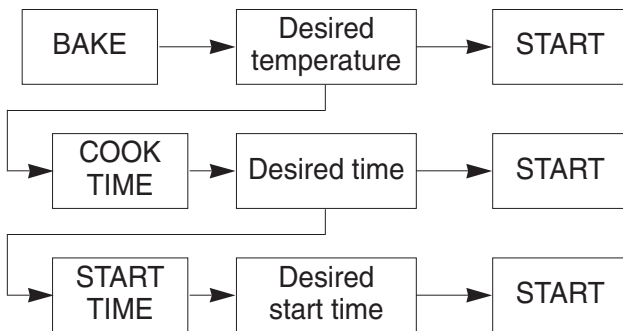 BAKE
Desired
temperature
START
COOK
TIME
Desired time
START
START
TIME
Desired
start time
START